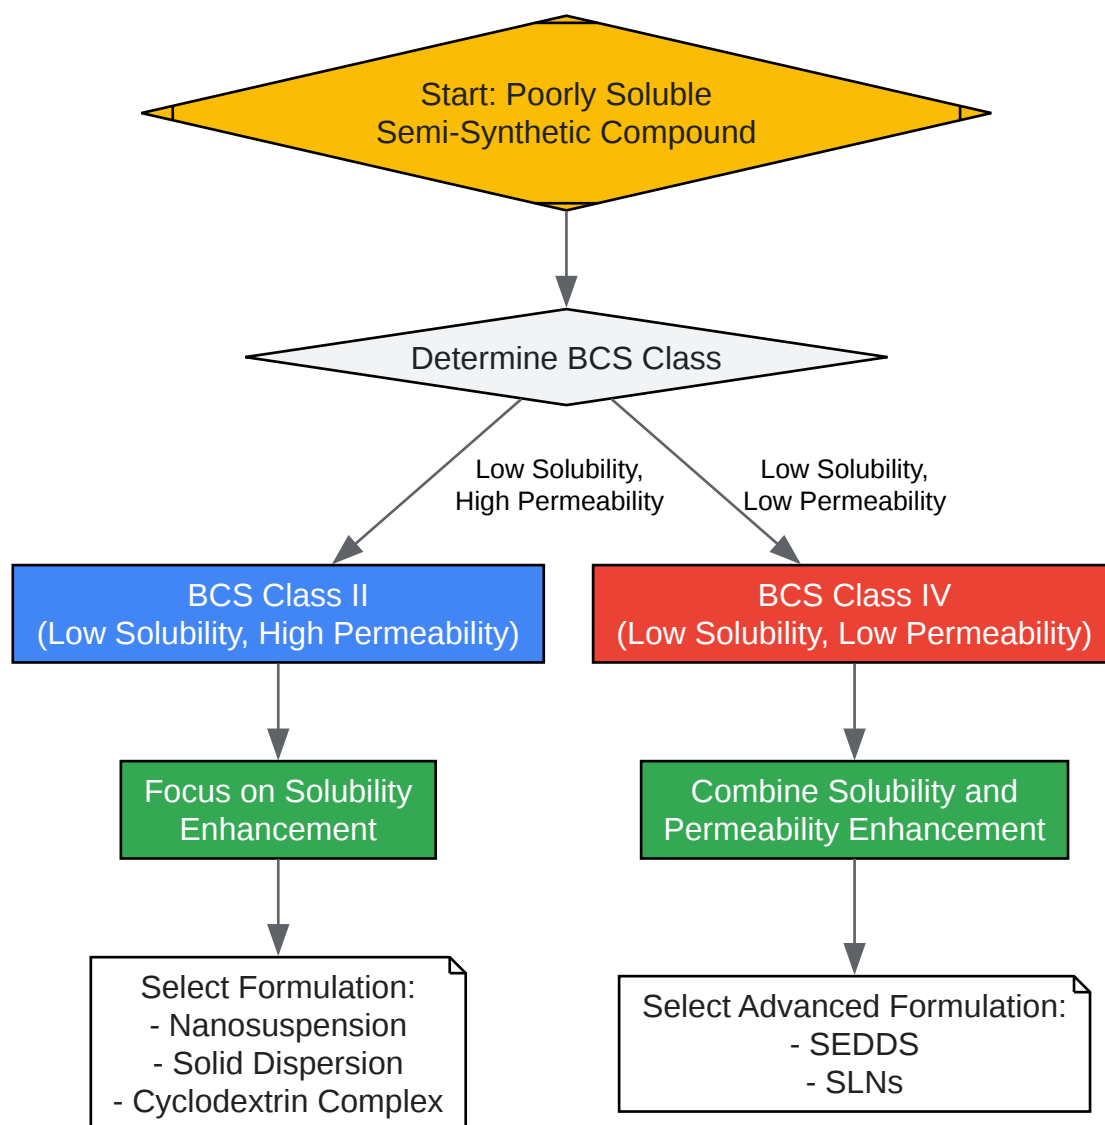 Start: Poorly Soluble
Semi-Synthetic Compound
Determine BCS Class
Low Solubility,
High Permeability
Low Solubility,
Low Permeability
BCS Class II
(Low Solubility, High Permeability)
BCS Class IV
(Low Solubility, Low Permeability)
Focus on Solubility
Enhancement
Combine Solubility and
Permeability Enhancement
Select Formulation:
- Nanosuspension
- Solid Dispersion
- Cyclodextrin Complex
Select Advanced Formulation:
- SEDDS
- SLNs